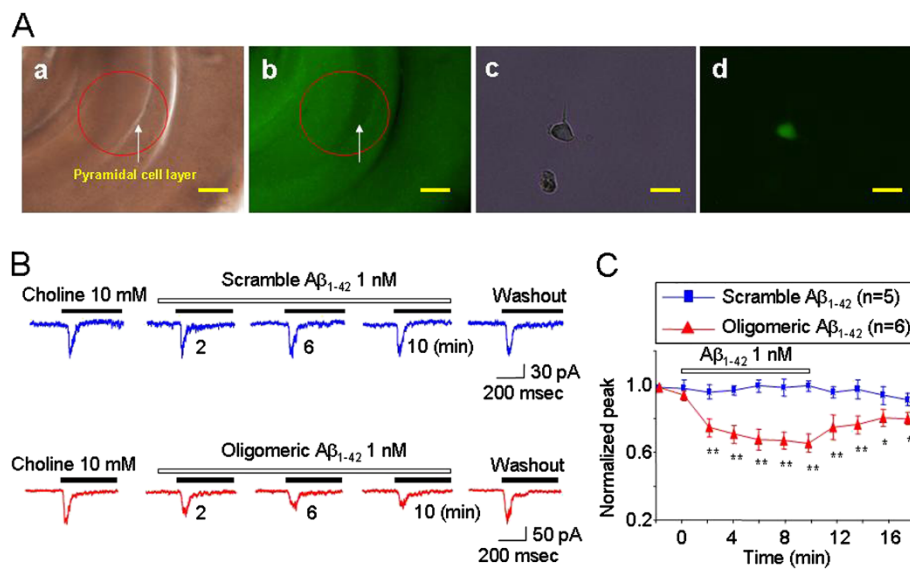 A
a
b
c
d
Pyramidal cell layer
B
Scramble Aβ1-42 1 nM
Choline 10 mM
Washout
2
6
10 (min)
30 pA
200 msec
Oligomeric Aβ1-42 1 nM
Choline 10 mM
Washout
2
6
10 (min)
50 pA
200 msec
C
Scramble Aβ1-42 (n=5)
Oligomeric Aβ1-42 (n=6)
Aβ1-42 1 nM
Normalized peak
1.0
0.6
0.2
** ** ** ** ** ** ** * *
0 4 8 12 16
Time (min)